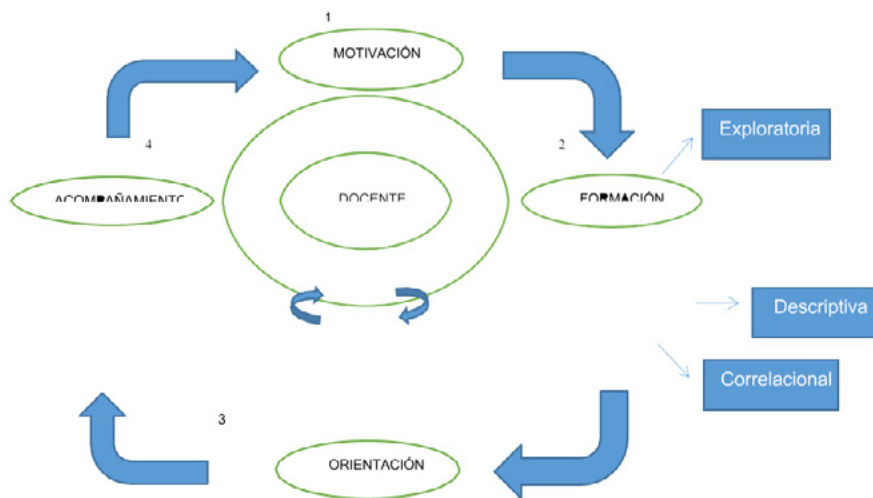 1
MOTIVACIÓN
4
2
Exploratoria
ACOMPAÑAMIENTO
DOCENTE
FORMACIÓN
Descriptiva
Correlacional
3
ORIENTACIÓN